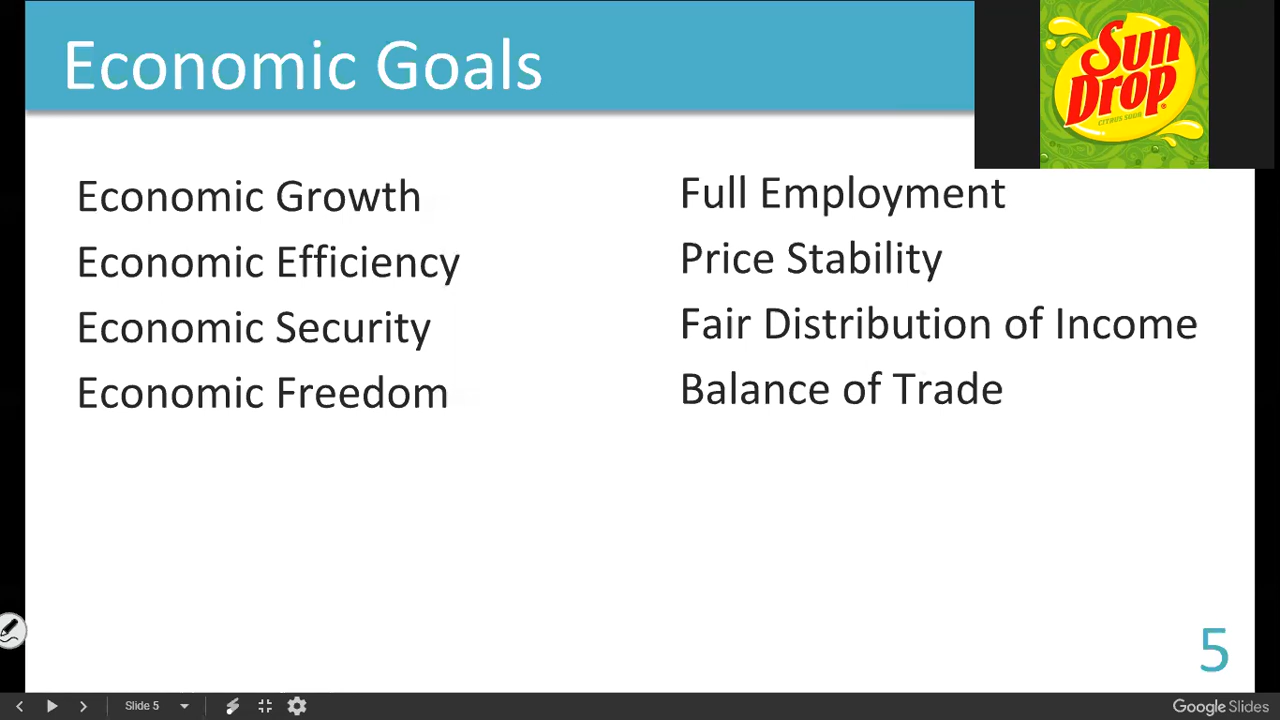 Economic Goals
Sun
Drop
CITRUS SODA
Economic Growth
Economic Efficiency
Economic Security
Economic Freedom
Full Employment
Price Stability
Fair Distribution of Income
Balance of Trade
5
Slide 5
Google Slides